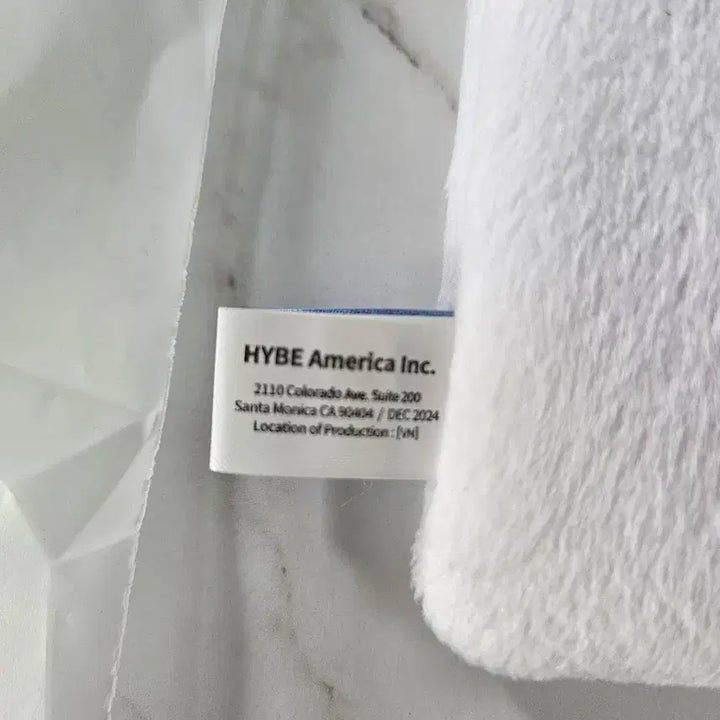 HYBE America Inc.
2110 Colorado Ave. Suite 200
Santa Monica CA 90404 / DEC 2024
Location of Production : [VN]